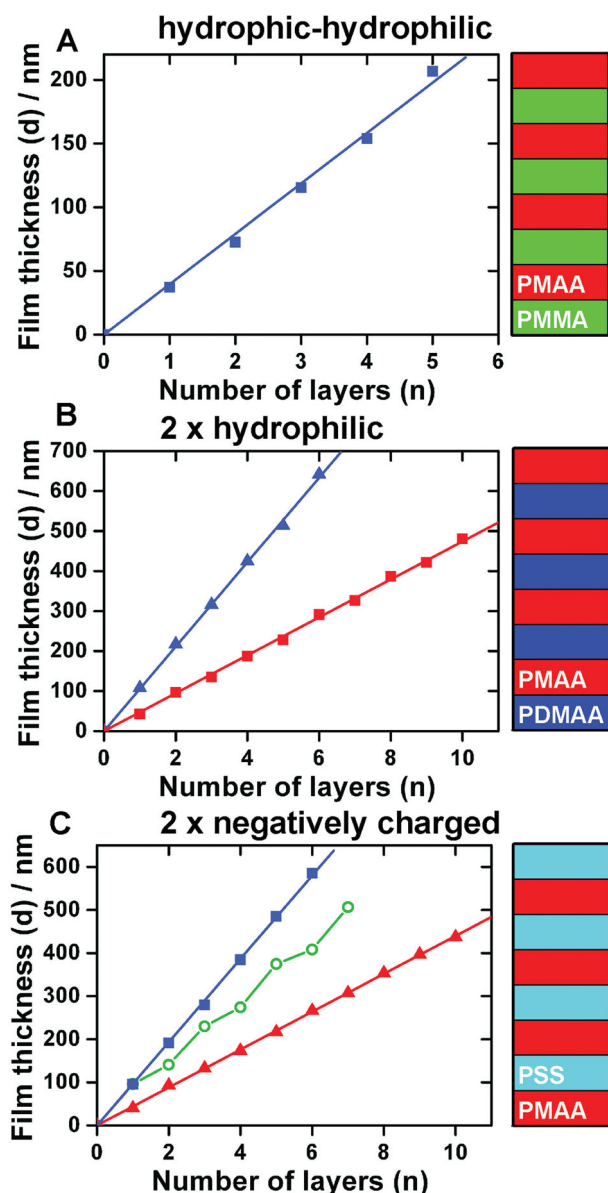 A
hydrophic-hydrophilic
Film thickness (d) / nm
200
150
100
50
0
0 1 2 3 4 5 6
Number of layers (n)
PMAA
PMMA
B
2 x hydrophilic
Film thickness (d) / nm
700
600
500
400
300
200
100
0
0 2 4 6 8 10
Number of layers (n)
PMAA
PDMAA
C
2 x negatively charged
Film thickness (d) / nm
600
500
400
300
200
100
0
0 2 4 6 8 10
Number of layers (n)
PSS
PMAA